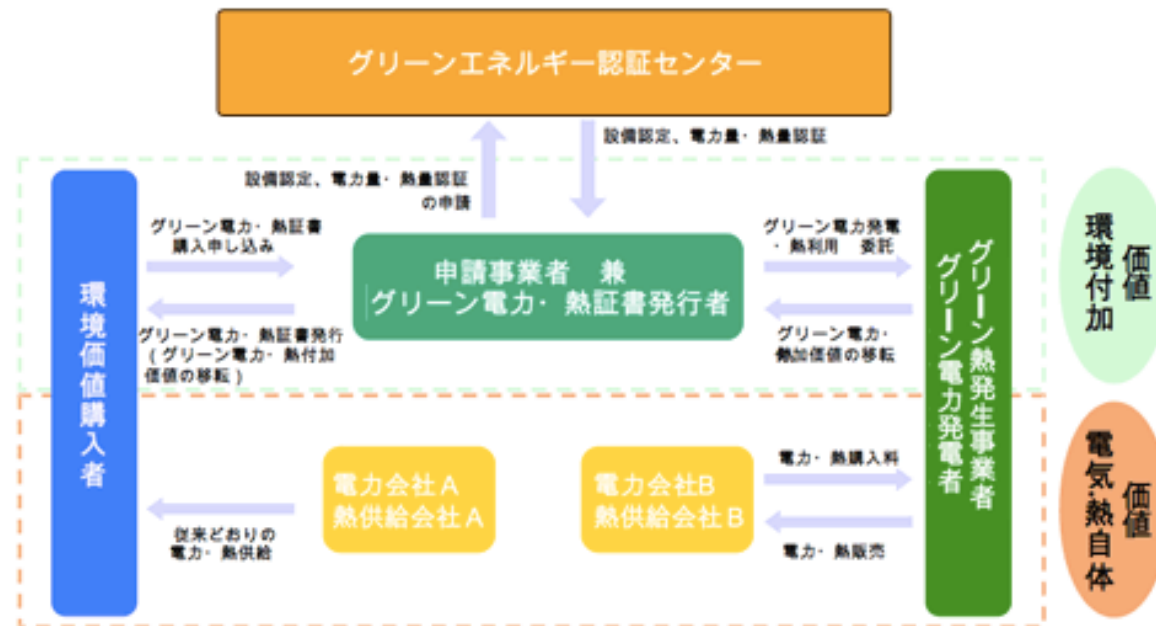 グリーンエネルギー認証センター
設備認定、電力量・熱量認証
設備認定、電力量・熱量認証
の申請
グリーン電力・熱証書
購入申し込み
グリーン電力・熱証書発行
(グリーン電力・熱付加
価値の移転)
申請事業者 兼
グリーン電力・熱証書発行者
グリーン電力発電
・熱利用 委託
グリーン電力・
熱加価値の移転
環境価値購入者
グリーン熱発生事業者
グリーン電力発電者
環境付加
価値
電力会社A
熱供給会社A
従来どおりの
電力・熱供給
電力会社B
熱供給会社B
電力・熱購入料
電力・熱販売
電気・熱自体
価値